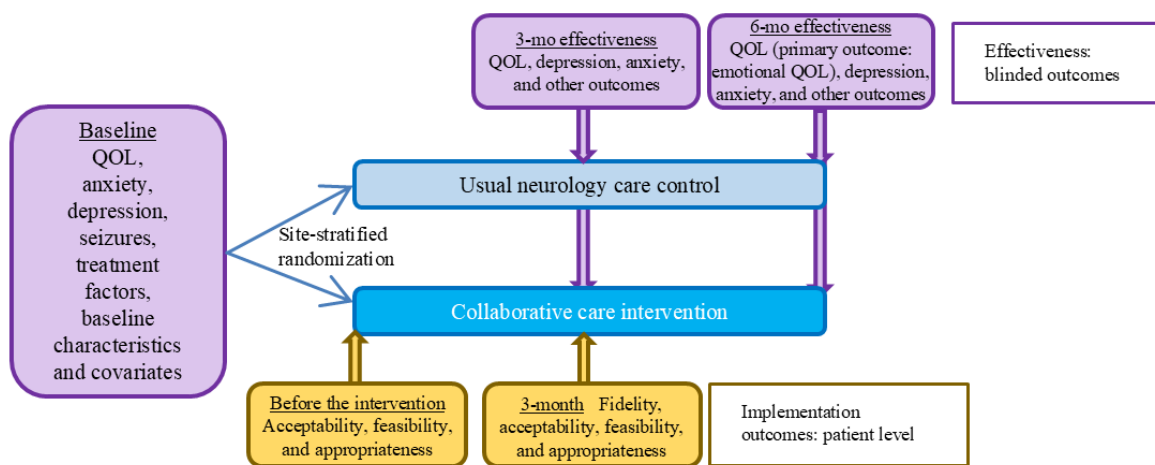 3-mo effectiveness
QOL, depression, anxiety,
and other outcomes
6-mo effectiveness
QOL (primary outcome:
emotional QOL), depression,
anxiety, and other outcomes
Effectiveness:
blinded outcomes
Baseline
QOL,
anxiety,
depression,
seizures,
treatment
factors,
baseline
characteristics
and covariates
Usual neurology care control
Site-stratified
randomization
Collaborative care intervention
Before the intervention
Acceptability, feasibility,
and appropriateness
3-month Fidelity,
acceptability, feasibility,
and appropriateness
Implementation
outcomes: patient level